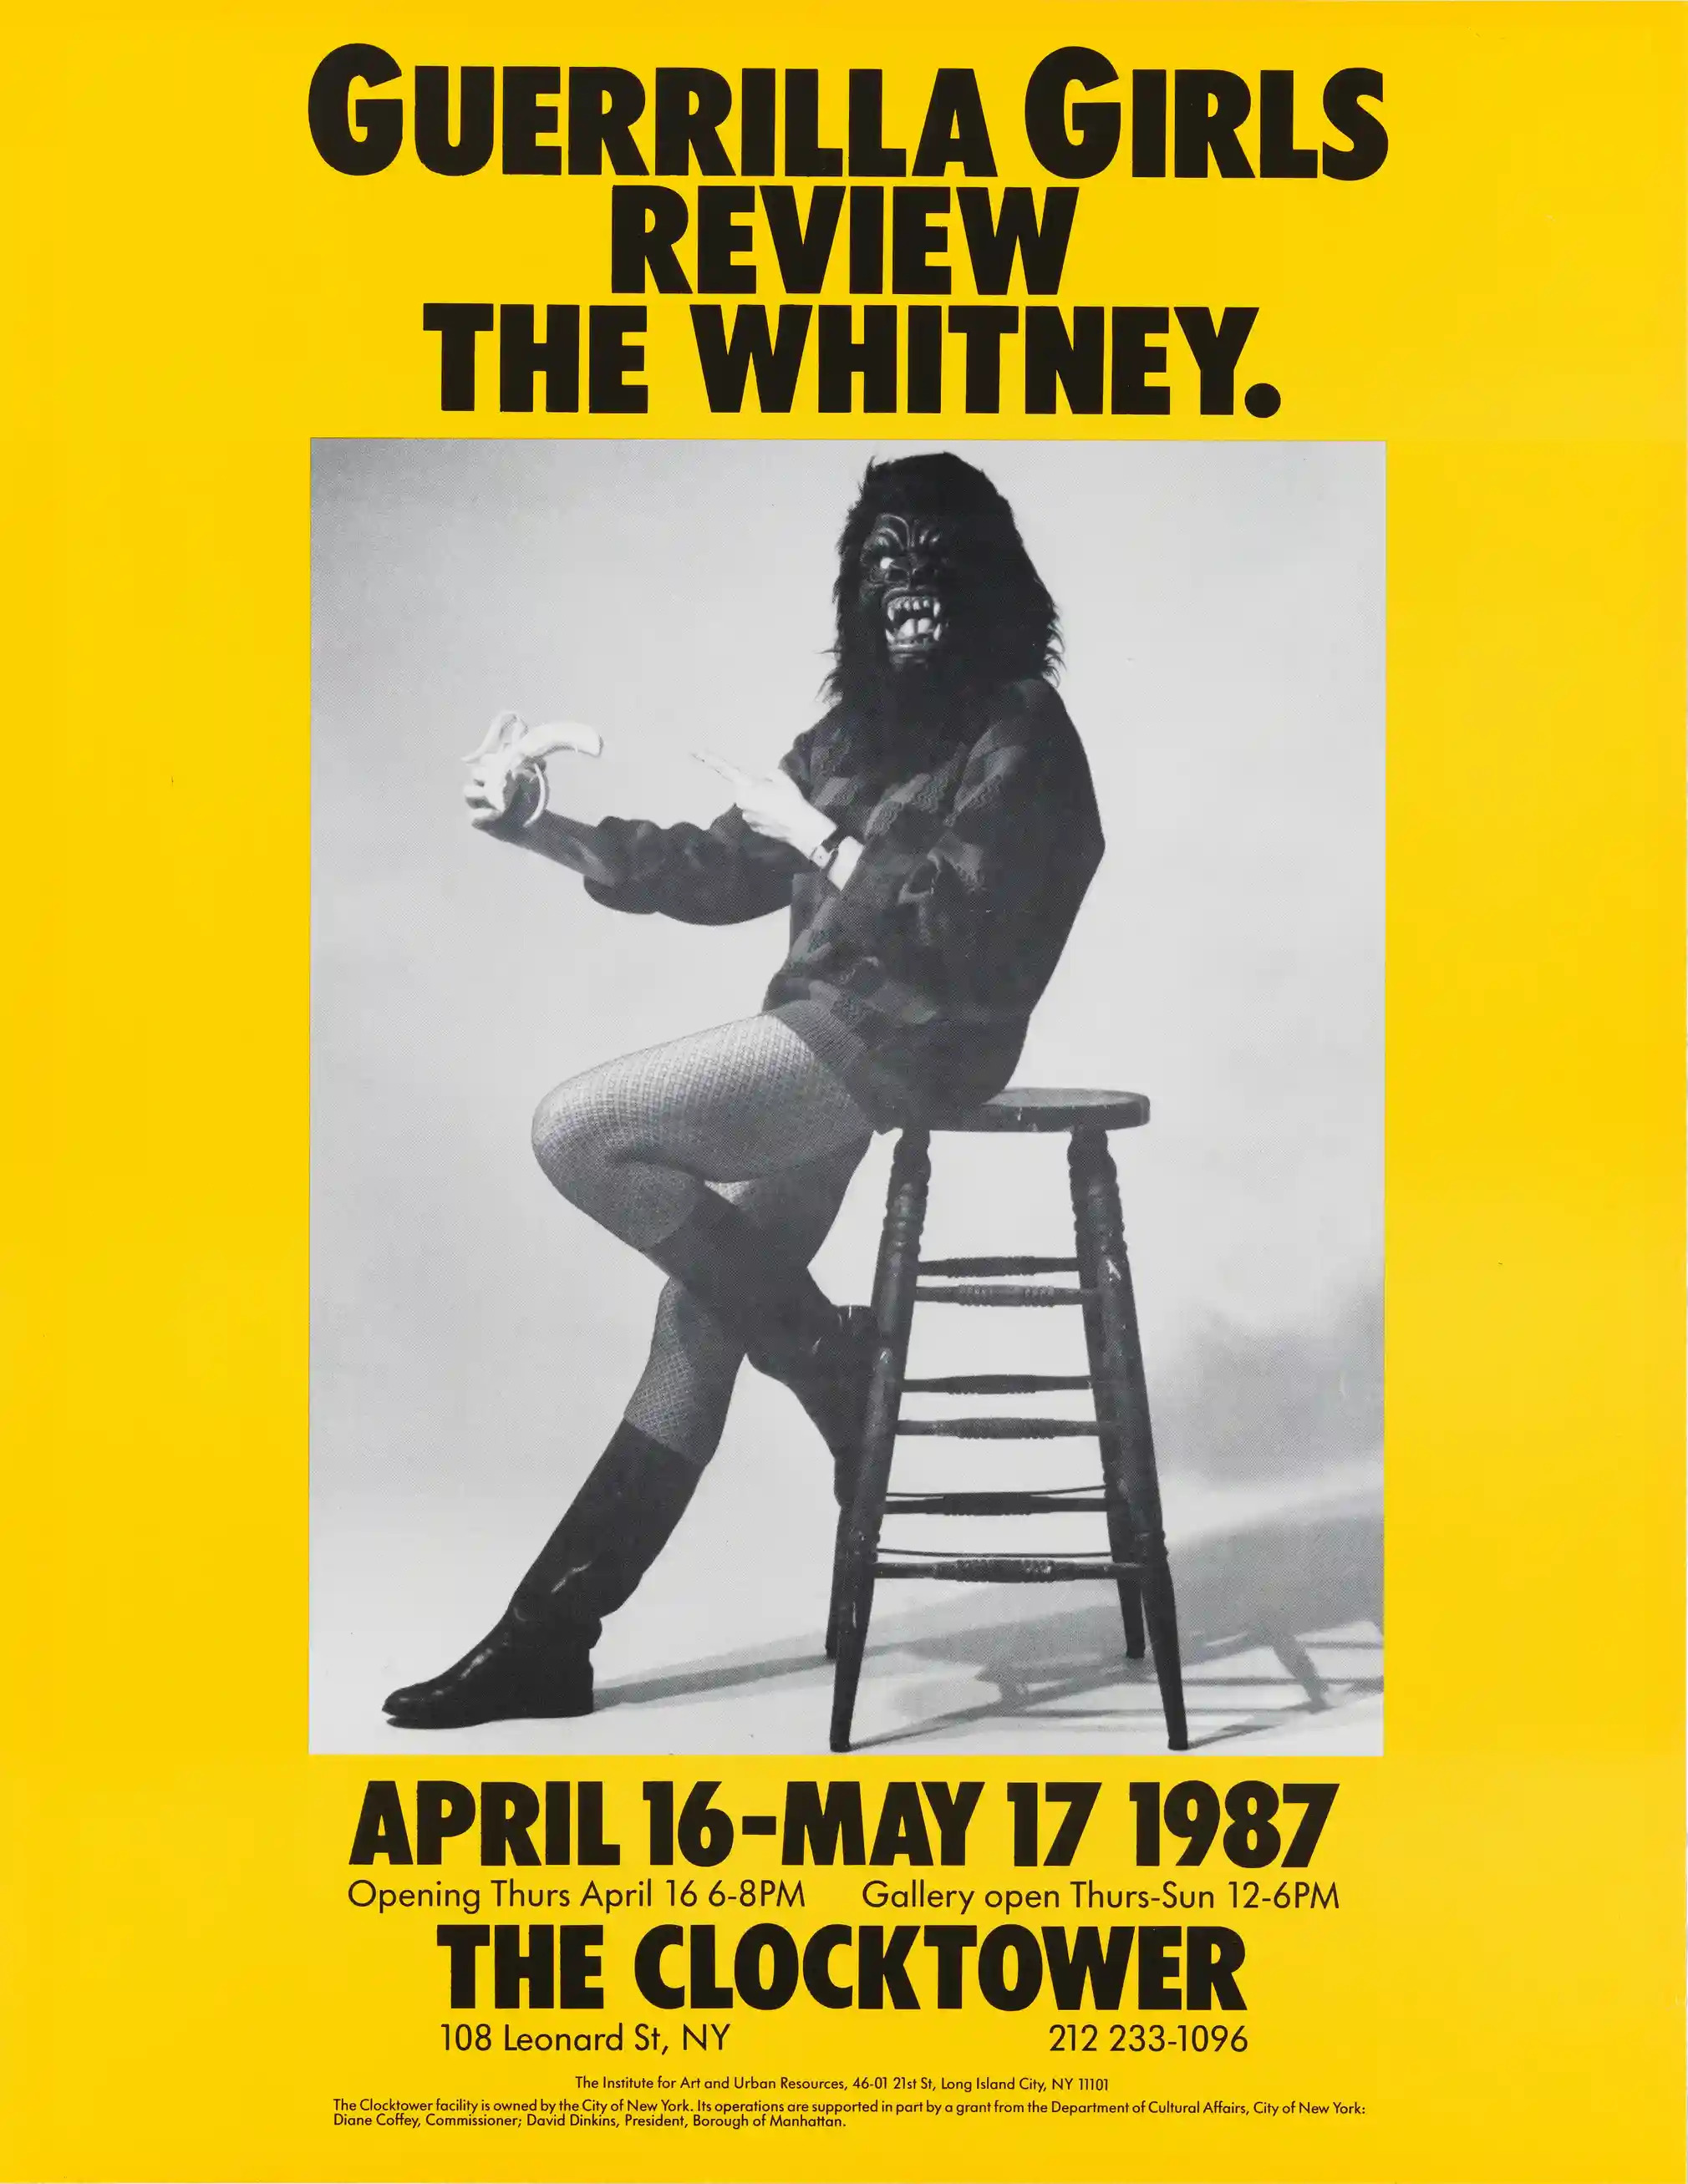 GUERRILLA GIRLS
REVIEW
THE WHITNEY.
APRIL 16-MAY 17 1987
Opening Thurs April 16 6-8PM Gallery open Thurs-Sun 12-6PM
THE CLOCKTOWER
108 Leonard St, NY 212 233-1096
The Institute for Art and Urban Resources, 46-01 21st St, Long Island City, NY 11101
The Clocktower facility is owned by the City of New York. Its operations are supported in part by a grant from the Department of Cultural Affairs, City of New York:
Diane Coffey, Commissioner; David Dinkins, President, Borough of Manhattan.